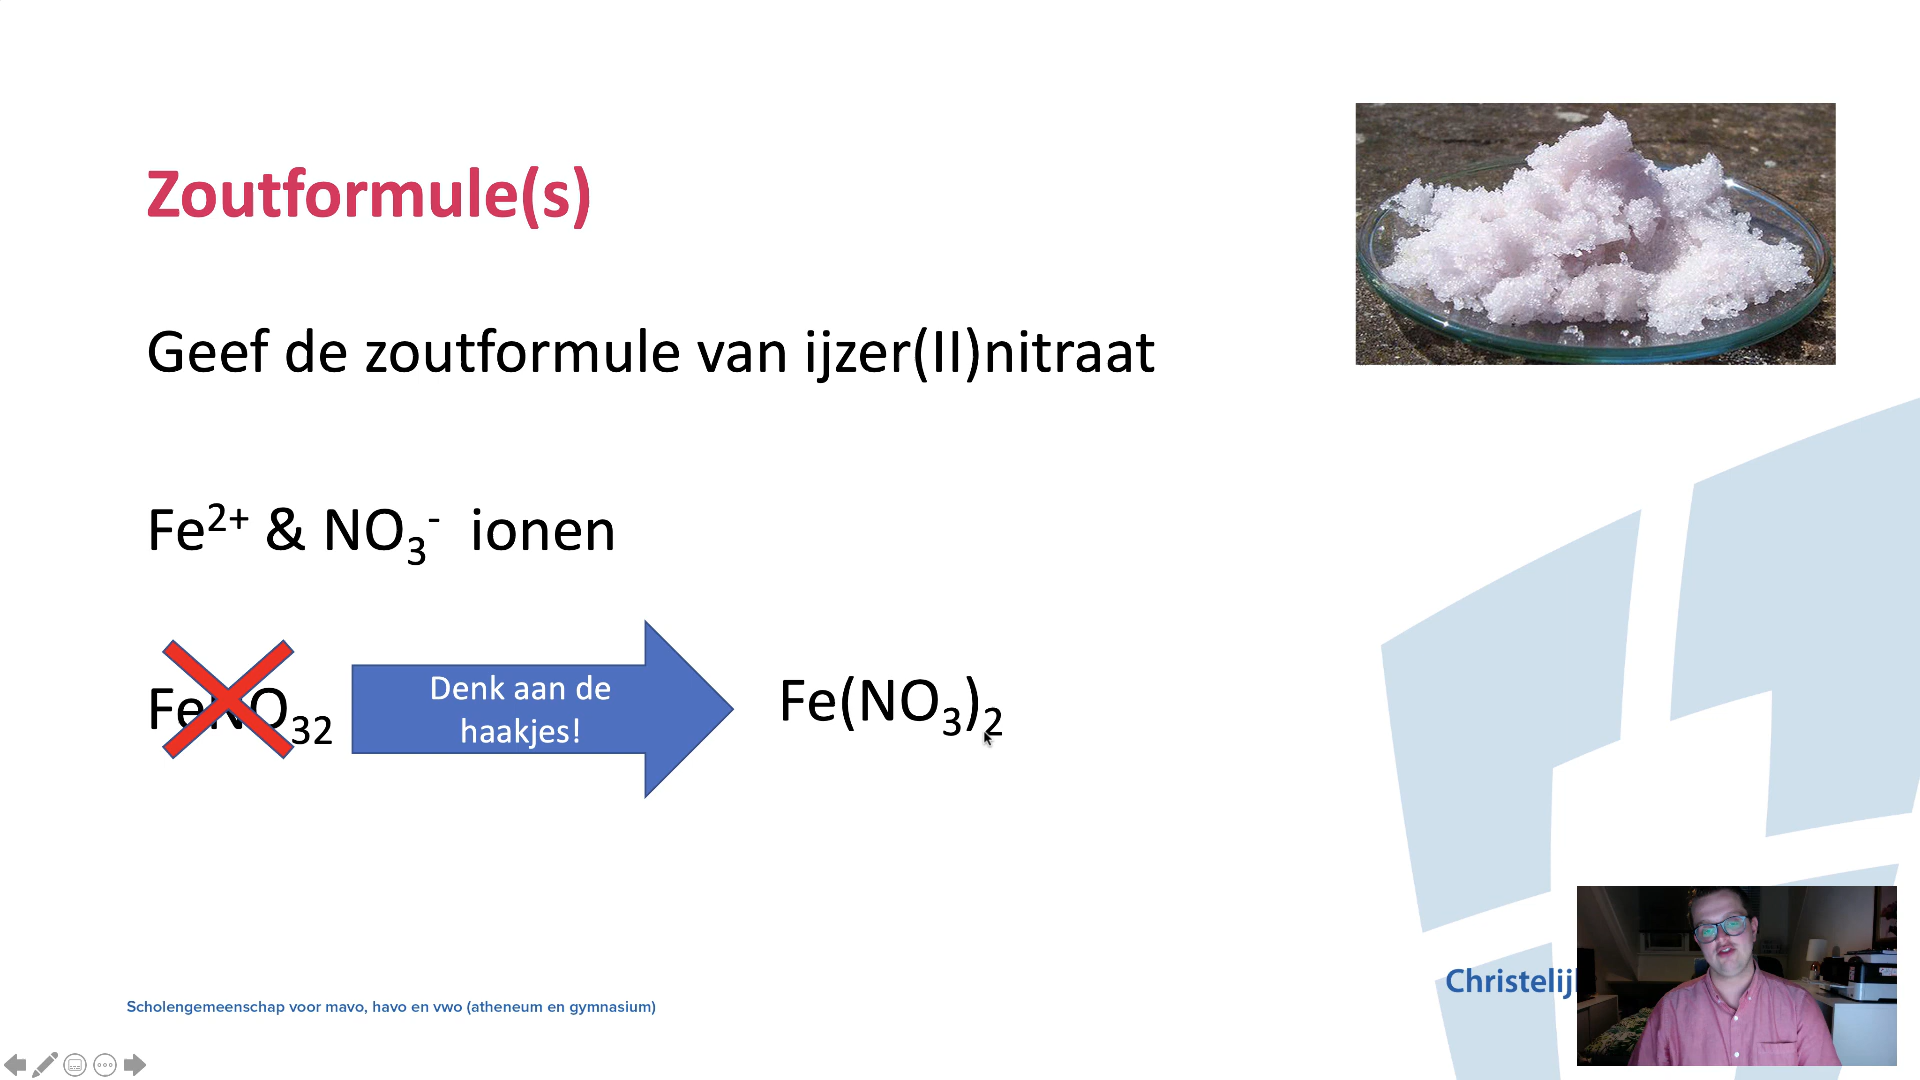 Zoutformule(s)
Geef de zoutformule van ijzer(II)nitraat
Fe²⁺ & NO₃⁻ ionen
FeNO₃₂
Denk aan de
haakjes!
Fe(NO₃)₂
Christelij
Scholengemeenschap voor mavo, havo en vwo (atheneum en gymnasium)